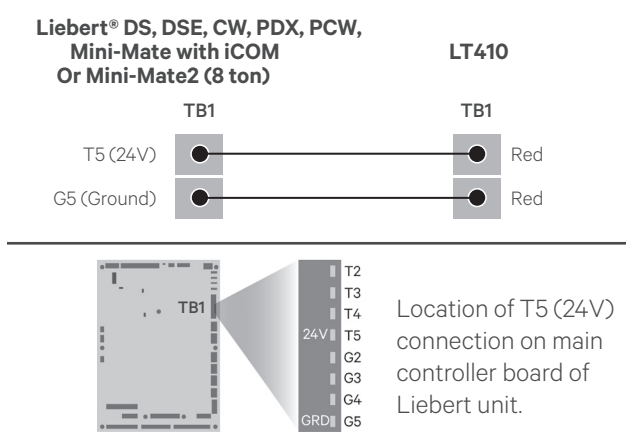 Liebert® DS, DSE, CW, PDX, PCW,
Mini-Mate with iCOM
Or Mini-Mate2 (8 ton)
LT410
TB1
TB1
T5 (24V)
Red
G5 (Ground)
Red
TB1
T2
T3
T4
24V T5
G2
G3
G4
GRD G5
Location of T5 (24V)
connection on main
controller board of
Liebert unit.